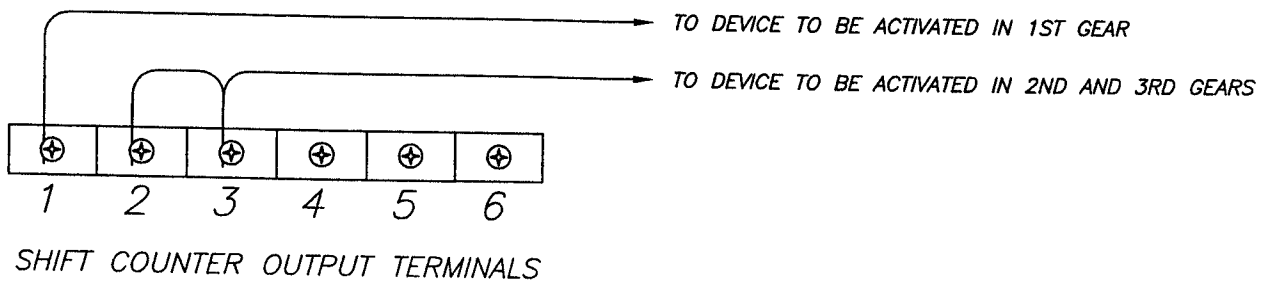 TO DEVICE TO BE ACTIVATED IN 1ST GEAR
TO DEVICE TO BE ACTIVATED IN 2ND AND 3RD GEARS
1 2 3 4 5 6
SHIFT COUNTER OUTPUT TERMINALS